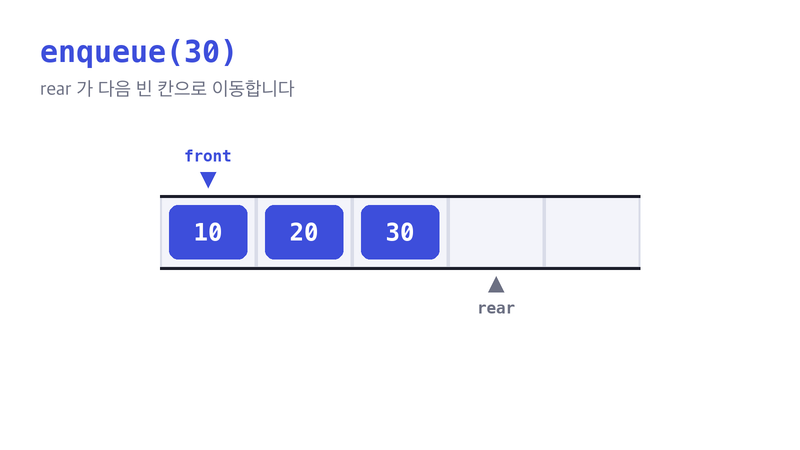 enqueue(30)
rear 가 다음 빈 칸으로 이동합니다
front
10 20 30
rear